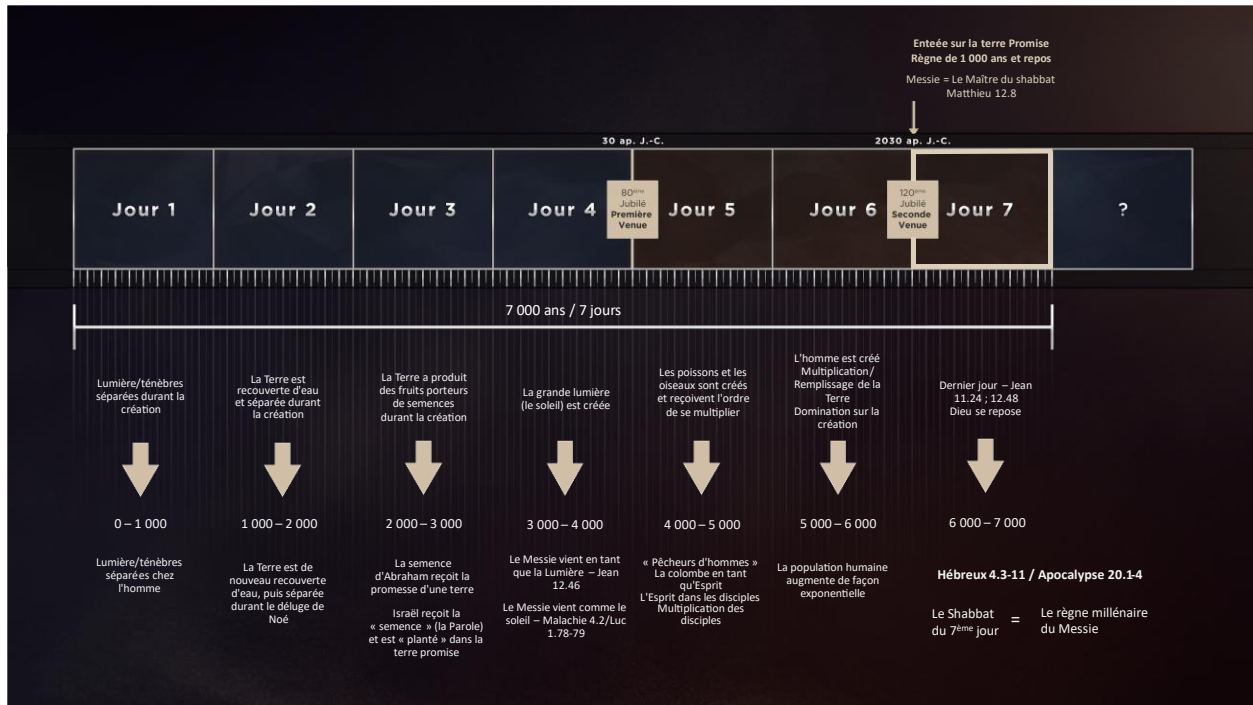 Enteée sur la terre Promise
Règne de 1 000 ans et repos
Messie = Le Maître du shabbat
Matthieu 12.8
30 ap. J.-C.
2030 ap. J.-C.
Jour 1
Jour 2
Jour 3
Jour 4
80ème
Jubilé
Première
Venue
Jour 5
Jour 6
120ème
Jubilé
Seconde
Venue
Jour 7
?
7 000 ans / 7 jours
Lumière/ténèbres
séparées durant la
création
La Terre est
recouverte d'eau
et séparée durant
la création
La Terre a produit
des fruits porteurs
de semences
durant la création
La grande lumière
(le soleil) est créée
Les poissons et les
oiseaux sont créés
et reçoivent l'ordre
de se multiplier
L'homme est créé
Multiplication/
Remplissage de la
Terre
Domination sur la
création
Dernier jour – Jean
11.24 ; 12.48
Dieu se repose
0 – 1 000
1 000 – 2 000
2 000 – 3 000
3 000 – 4 000
4 000 – 5 000
5 000 – 6 000
6 000 – 7 000
Lumière/ténèbres
séparées chez
l'homme
La Terre est de
nouveau recouverte
d'eau, puis séparée
durant le déluge de
Noé
La semence
d'Abraham reçoit la
promesse d'une terre
Israël reçoit la
« semence » (la Parole)
et est « planté » dans la
terre promise
Le Messie vient en tant
que la Lumière – Jean
12.46
Le Messie vient comme le
soleil – Malachie 4.2/Luc
1.78-79
« Pêcheurs d'hommes »
La colombe en tant
qu'Esprit
L'Esprit dans les disciples
Multiplication des
disciples
La population humaine
augmente de façon
exponentielle
Hébreux 4.3-11 / Apocalypse 20.1-4
Le Shabbat
du 7ème jour
=
Le règne millénaire
du Messie